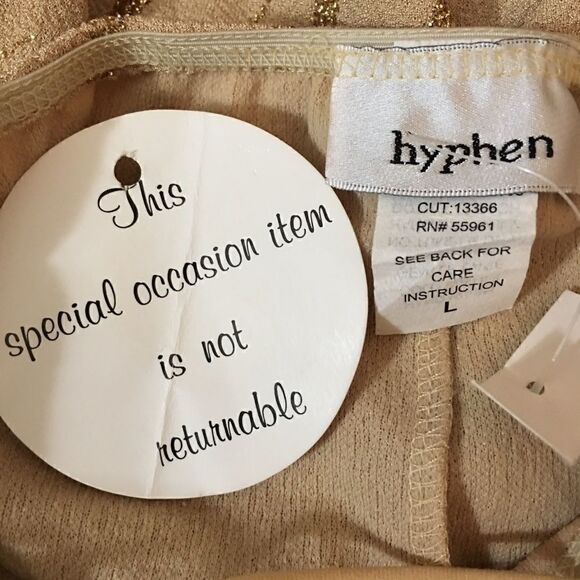 This
special occasion item
is not
returnable
hyphen
CUT:13366
RN# 55961
SEE BACK FOR
CARE
INSTRUCTION
L